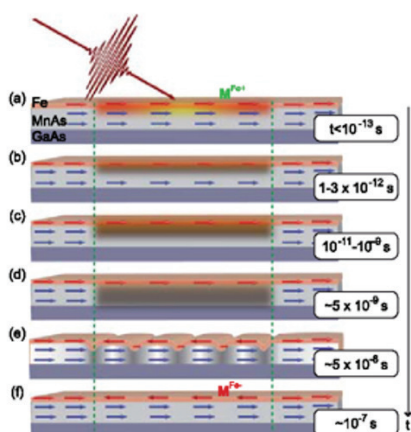 (a)
M^Fe+
Fe
MnAs
GaAs
t<10^-13 s
(b)
1-3 x 10^-12 s
(c)
10^-11-10^-9 s
(d)
~5 x 10^-9 s
(e)
~5 x 10^-8 s
(f)
M^Fe-
~10^-7 s
t